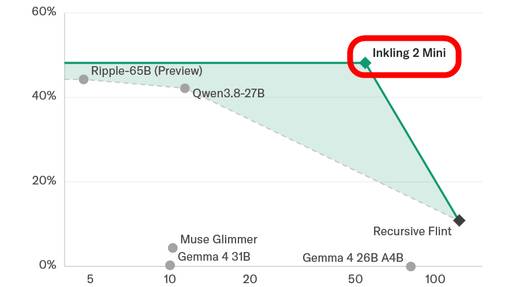 60%
Inkling 2 Mini
Ripple-65B (Preview)
Qwen3.8-27B
40%
20%
Recursive Flint
Muse Glimmer
Gemma 4 31B
Gemma 4 26B A4B
0%
5 10 20 50 100